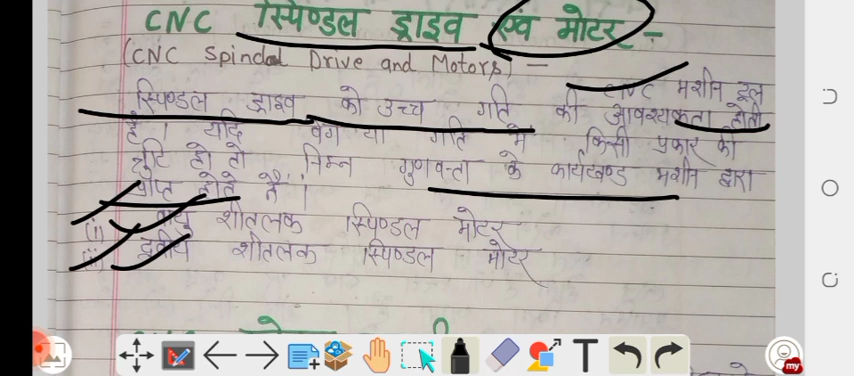 CNC स्पिण्डल ड्राइव एवं मोटर -
(CNC Spindal Drive and Motors) -
CNC मशीन टूल
स्पिण्डल ड्राइव को उच्च गति की आवश्यकता होती
है। यदि वेग या गति में किसी प्रकार की
त्रुटि हो तो निम्न गुणवत्ता के कार्यखण्ड मशीन द्वारा
प्राप्त होते हैं।
(i) वायु शीतलक स्पिण्डल मोटर
(ii) द्रवीय शीतलक स्पिण्डल मोटर
T
my